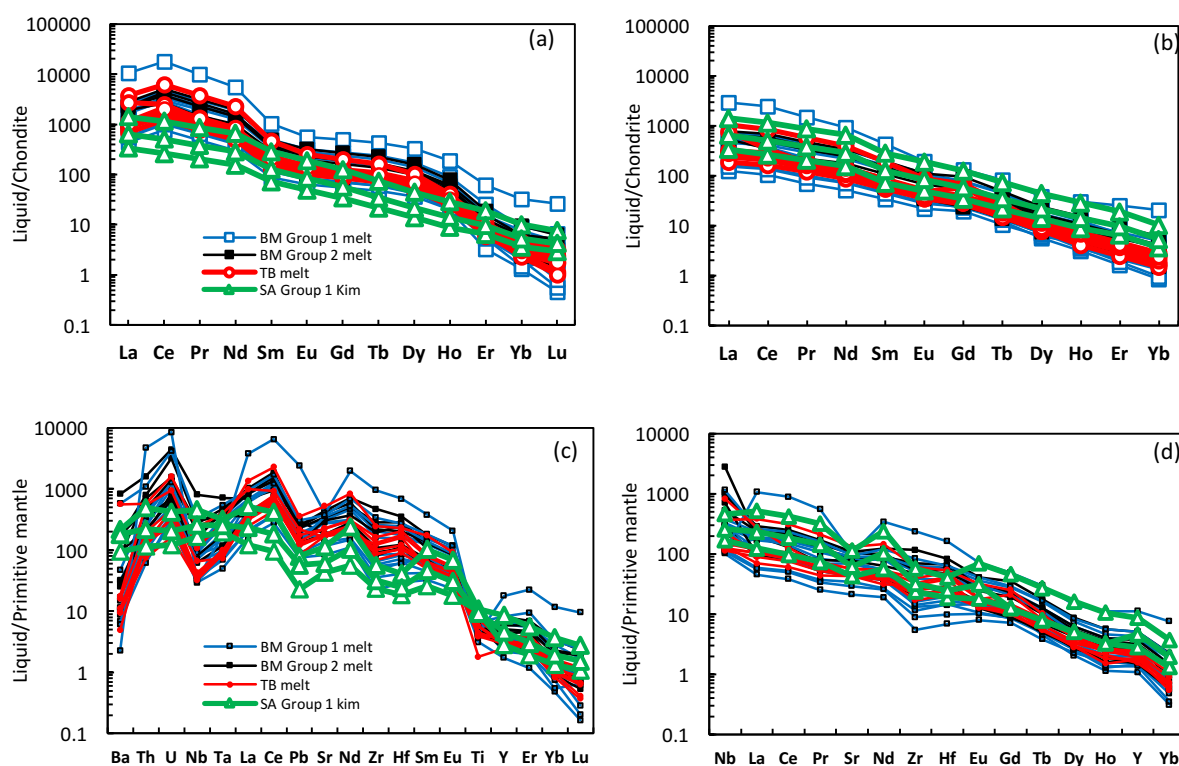 (a)
Liquid/Chondite
100000
10000
1000
100
10
1
0.1
BM Group 1 melt
BM Group 2 melt
TB melt
SA Group 1 Kim
La Ce Pr Nd Sm Eu Gd Tb Dy Ho Er Yb Lu
(b)
Liquid/Chondrite
100000
10000
1000
100
10
1
0.1
La Ce Pr Nd Sm Eu Gd Tb Dy Ho Er Yb
(c)
Liquid/Primitive mantle
10000
1000
100
10
1
0.1
BM Group 1 melt
BM Group 2 melt
TB melt
SA Group 1 kim
Ba Th U Nb Ta La Ce Pb Sr Nd Zr Hf Sm Eu Ti Y Er Yb Lu
(d)
Liquid/Primitive mantle
10000
1000
100
10
1
0.1
Nb La Ce Pr Sr Nd Zr Hf Eu Gd Tb Dy Ho Y Yb